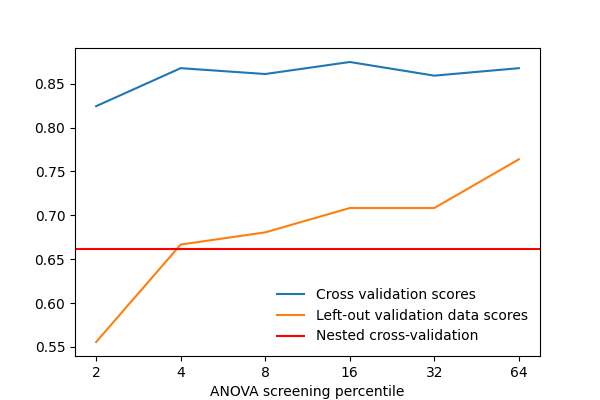 0.85
0.80
0.75
0.70
0.65
0.60
0.55
Cross validation scores
Left-out validation data scores
Nested cross-validation
2 4 8 16 32 64
ANOVA screening percentile